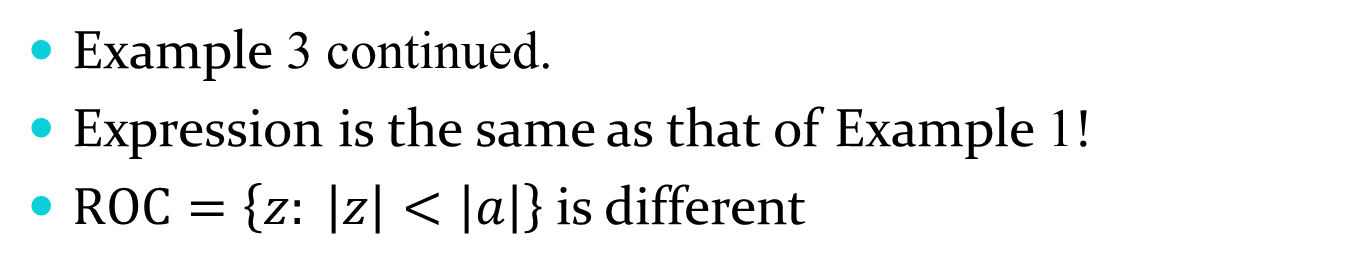 • Example 3 continued.
• Expression is the same as that of Example 1!
• ROC = {z: |z| < |a|} is different